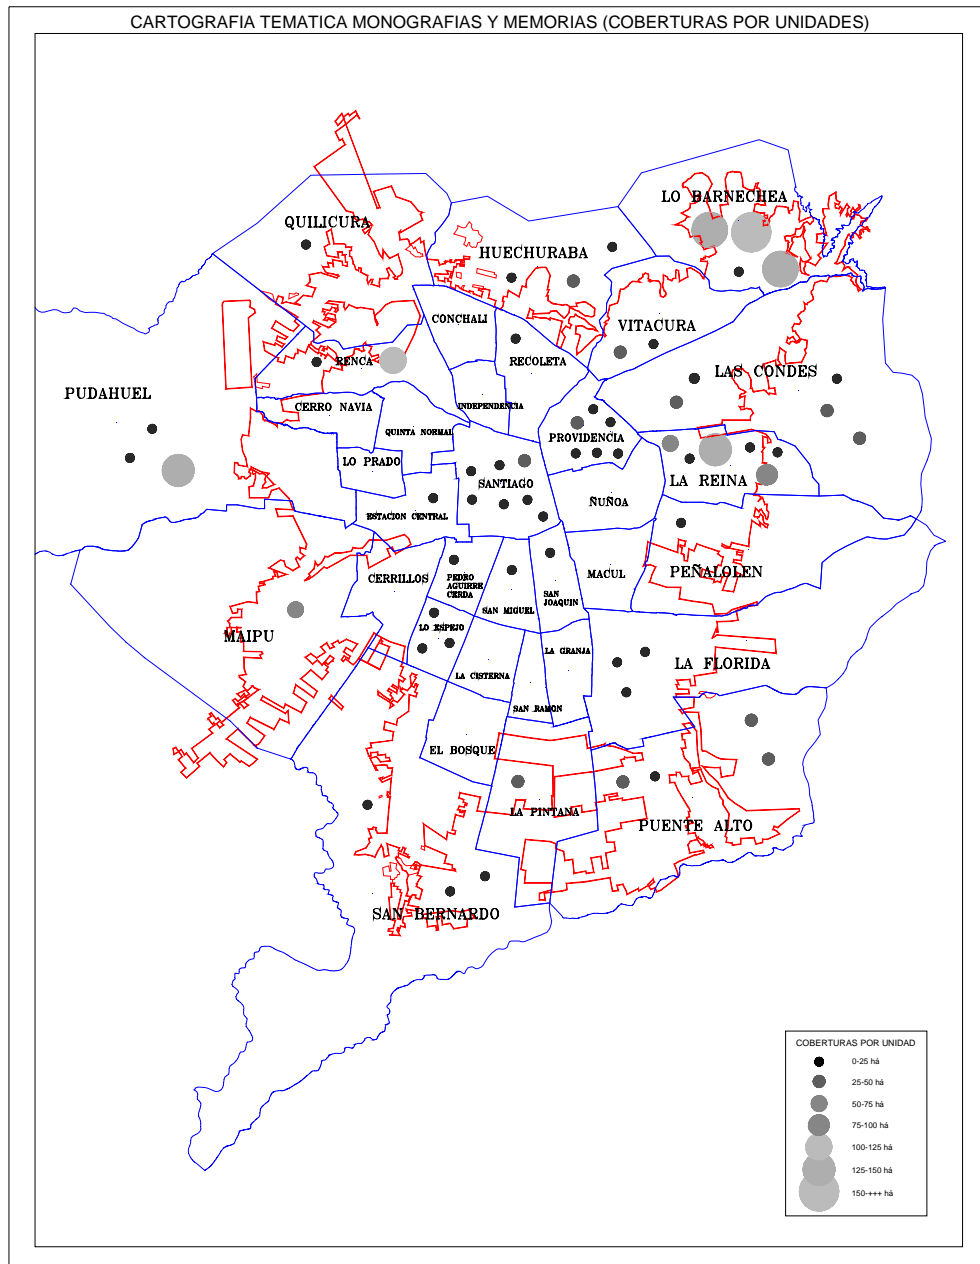 CARTOGRAFIA TEMATICA MONOGRAFIAS Y MEMORIAS (COBERTURAS POR UNIDADES)
LO BARNECHEA
QUILICURA
HUECHURABA
CONCHALI
VITACURA
RENCA
RECOLETA
LAS CONDES
PUDAHUEL
CERRO NAVIA
INDEPENDENCIA
QUINTA NORMAL
PROVIDENCIA
LO PRADO
SANTIAGO
LA REINA
ÑUÑOA
ESTACION CENTRAL
CERRILLOS
PEDRO
AGUIRRE
CERDA
MACUL
PEÑALOLEN
SAN
JOAQUIN
SAN MIGUEL
LO ESPEJO
MAIPU
LA GRANJA
LA FLORIDA
LA CISTERNA
SAN RAMON
EL BOSQUE
LA PINTANA
PUENTE ALTO
SAN BERNARDO
COBERTURAS POR UNIDAD
0-25 há
25-50 há
50-75 há
75-100 há
100-125 há
125-150 há
150-+++ há